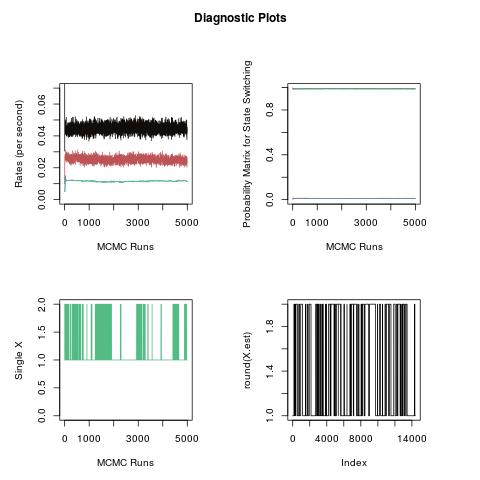 Diagnostic Plots
Rates (per second)
0.00 0.02 0.04 0.06
0 1000 3000 5000
MCMC Runs
Probability Matrix for State Switching
0.0 0.4 0.8
0 1000 3000 5000
MCMC Runs
Single X
0.0 0.5 1.0 1.5 2.0
0 1000 3000 5000
MCMC Runs
round(X.est)
1.0 1.4 1.8
0 4000 8000 14000
Index